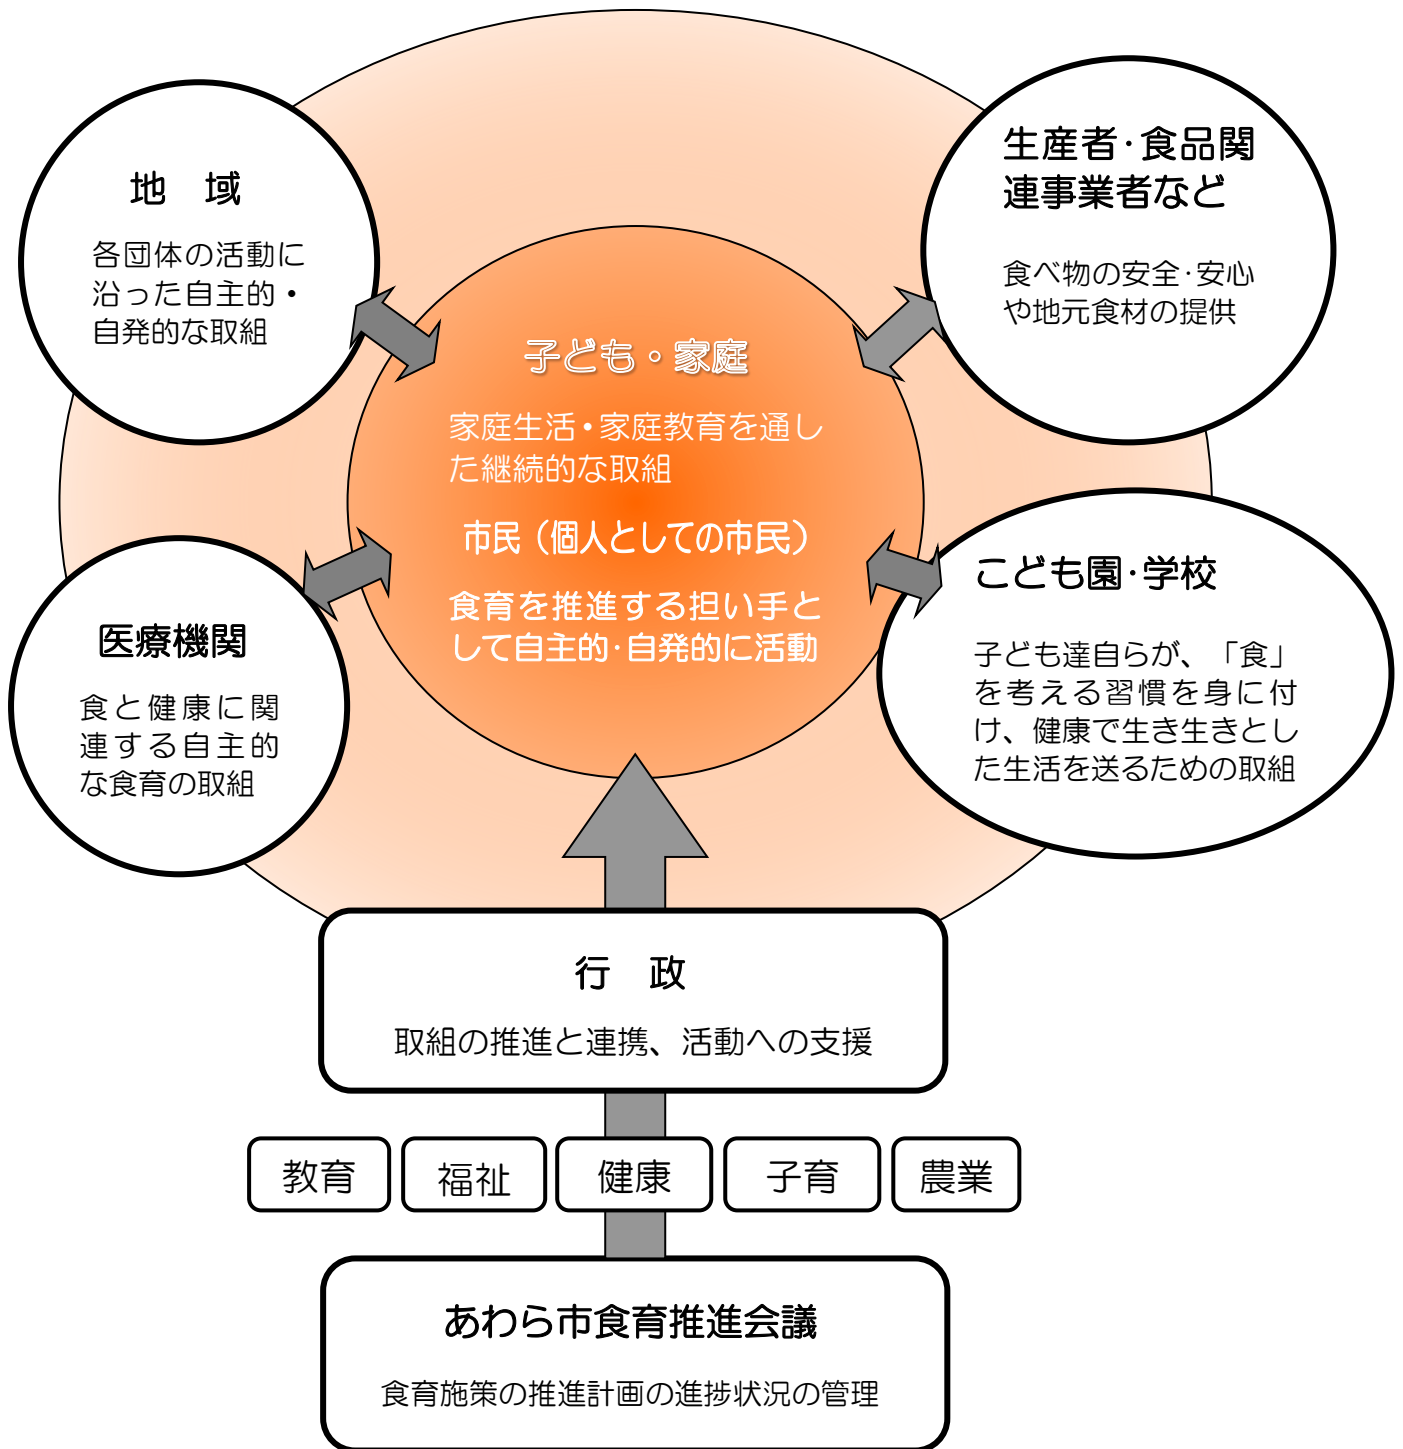 地　域
各団体の活動に
沿った自主的・
自発的な取組
生産者・食品関
連事業者など
食べ物の安全・安心
や地元食材の提供
子ども・家庭
家庭生活・家庭教育を通し
た継続的な取組
市民（個人としての市民）
食育を推進する担い手と
して自主的・自発的に活動
医療機関
食と健康に関
連する自主的
な食育の取組
こども園・学校
子ども達自らが、「食」
を考える習慣を身に付
け、健康で生き生きとし
た生活を送るための取組
行　政
取組の推進と連携、活動への支援
教育
福祉
健康
子育
農業
あわら市食育推進会議
食育施策の推進計画の進捗状況の管理